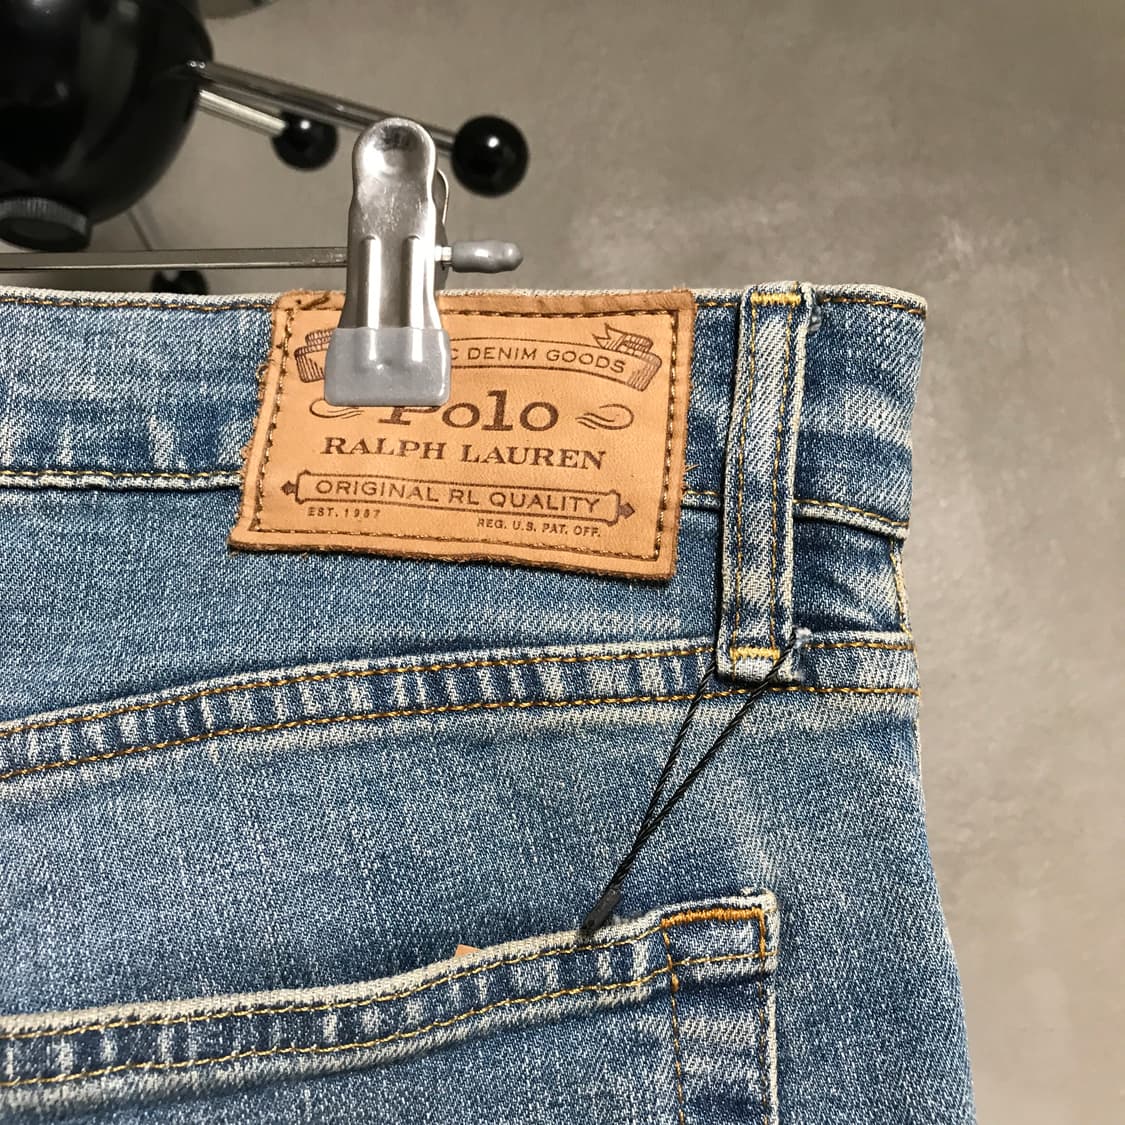 C DENIM GOODS
Polo
RALPH LAUREN
ORIGINAL RL QUALITY
EST. 1967
REG. U.S. PAT. OFF.